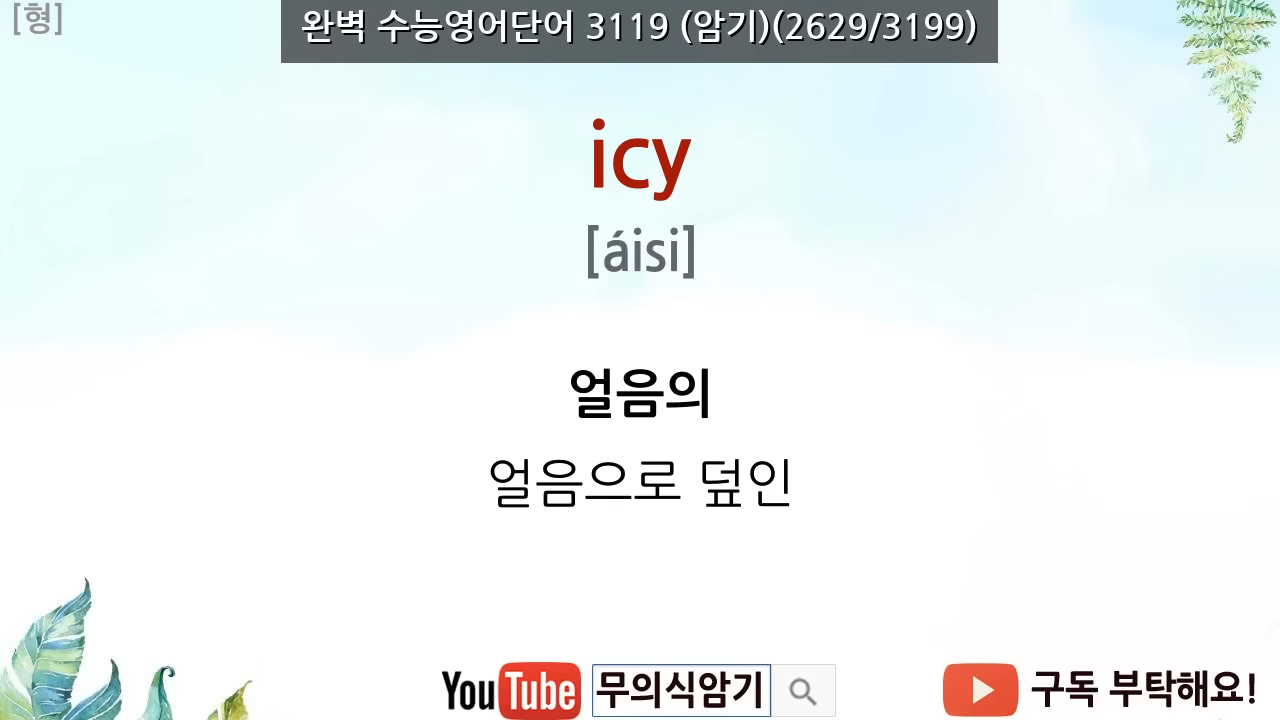 [형]
완벽 수능영어단어 3119 (암기)(2629/3199)
icy
[áisi]
얼음의
얼음으로 덮인
YouTube 무의식암기
구독 부탁해요!